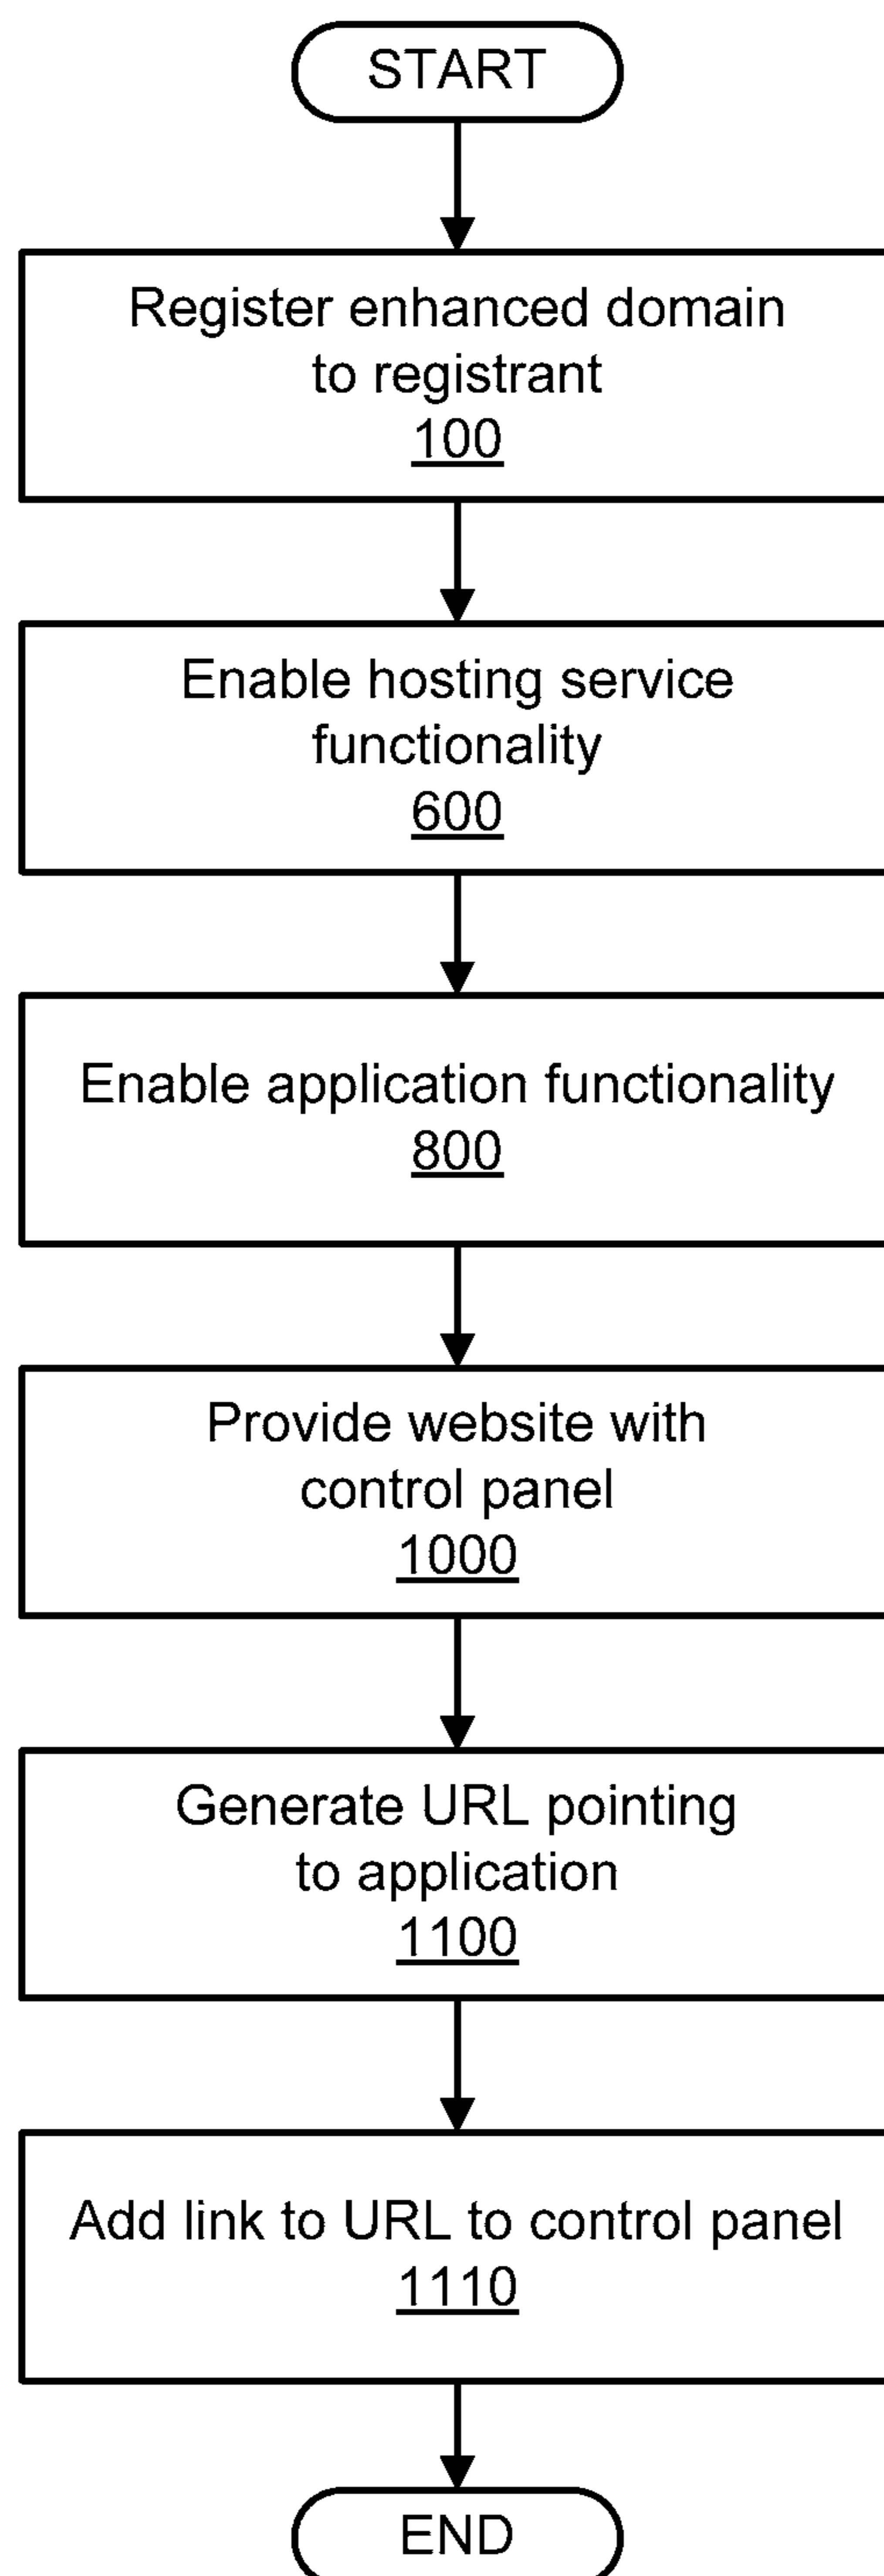 START
Register enhanced domain
to registrant
100
Enable hosting service
functionality
600
Enable application functionality
800
Provide website with
control panel
1000
Generate URL pointing
to application
1100
Add link to URL to control panel
1110
END